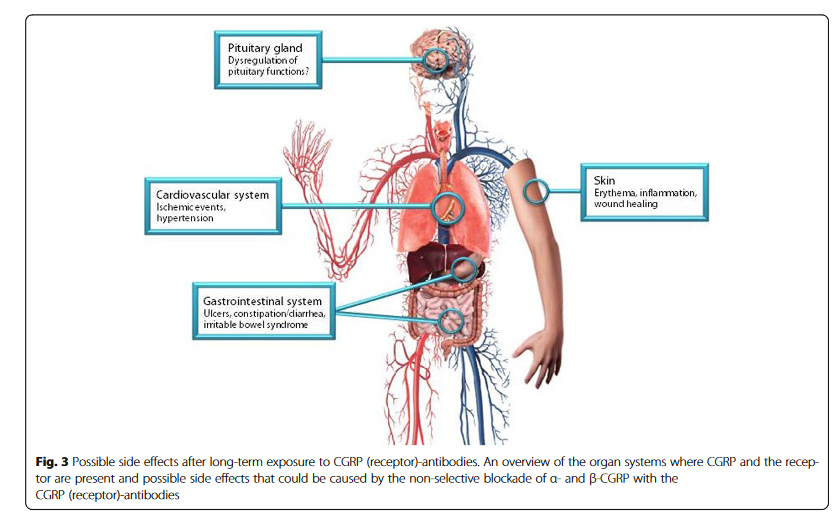 Pituitary gland
Dysregulation of
pituitary functions?
Cardiovascular system
Ischemic events,
hypertension
Skin
Erythema, inflammation,
wound healing
Gastrointestinal system
Ulcers, constipation/diarrhea,
irritable bowel syndrome
Fig. 3 Possible side effects after long-term exposure to CGRP (receptor)-antibodies. An overview of the organ systems where CGRP and the recep-
tor are present and possible side effects that could be caused by the non-selective blockade of α- and β-CGRP with the
CGRP (receptor)-antibodies